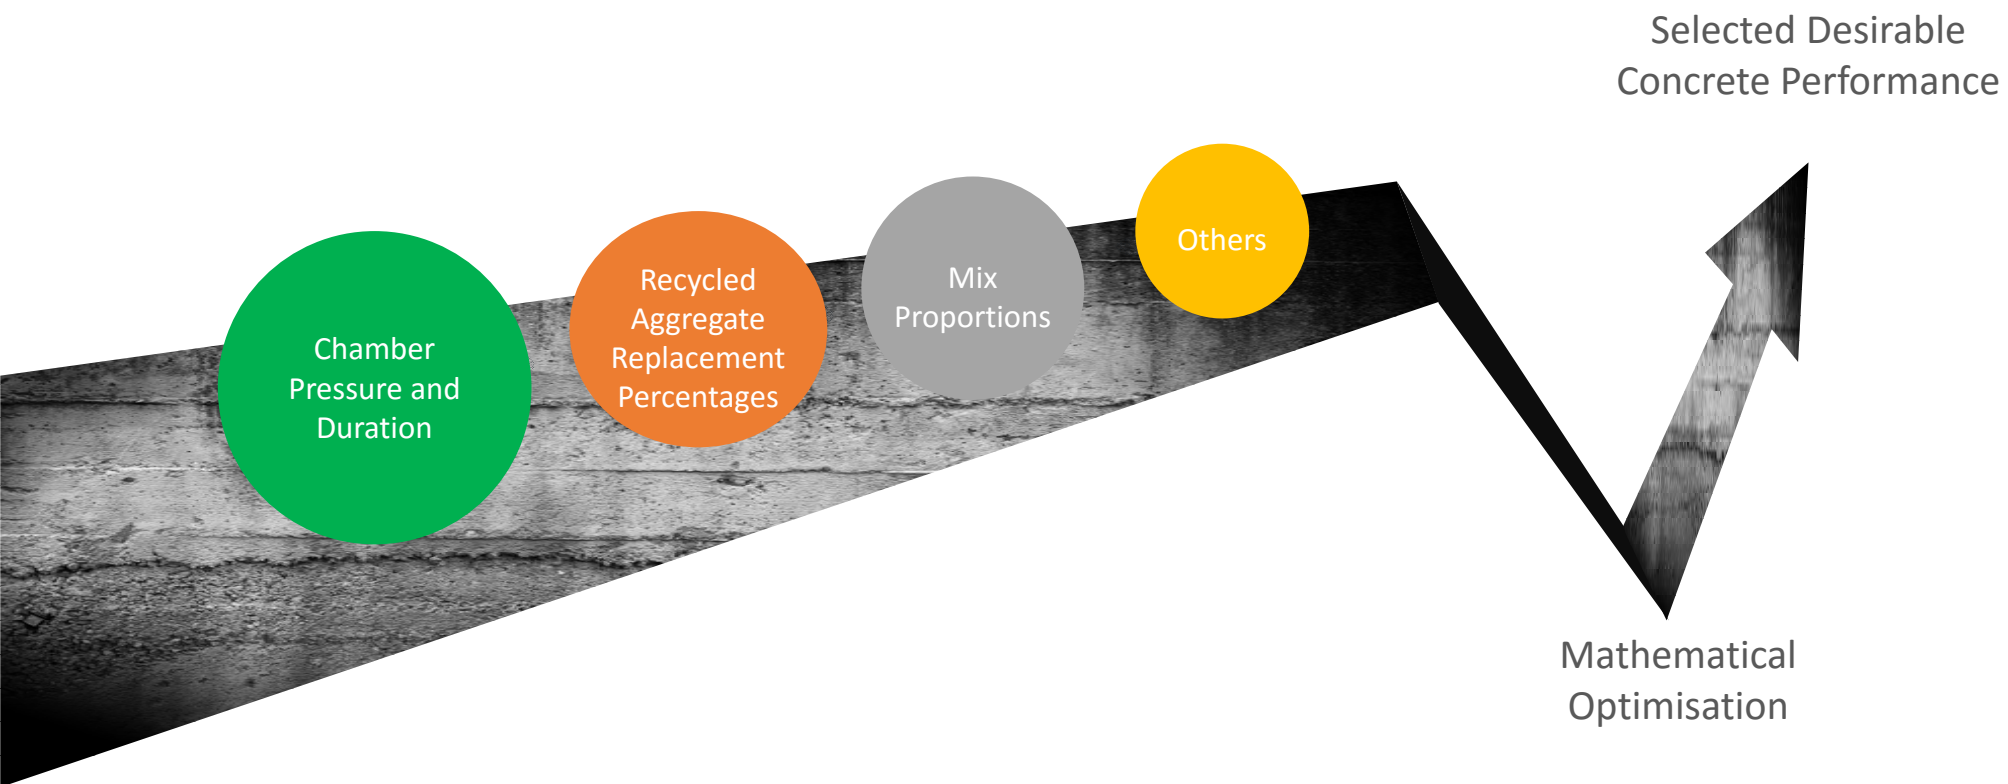 Selected Desirable
Concrete Performance
Chamber
Pressure and
Duration
Recycled
Aggregate
Replacement
Percentages
Mix
Proportions
Others
Mathematical
Optimisation